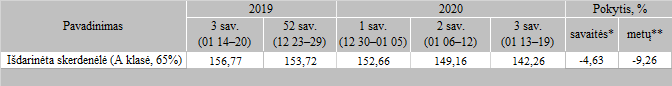 Pavadinimas 2019 2020 Pokytis, %
3 sav. (01 14–20) 52 sav. (12 23–29) 1 sav. (12 30–01 05) 2 sav. (01 06–12) 3 sav. (01 13–19) savaitės* metų**
Išdarinėta skerdenėlė (A klasė, 65%) 156,77 153,72 152,66 149,16 142,26 -4,63 -9,26